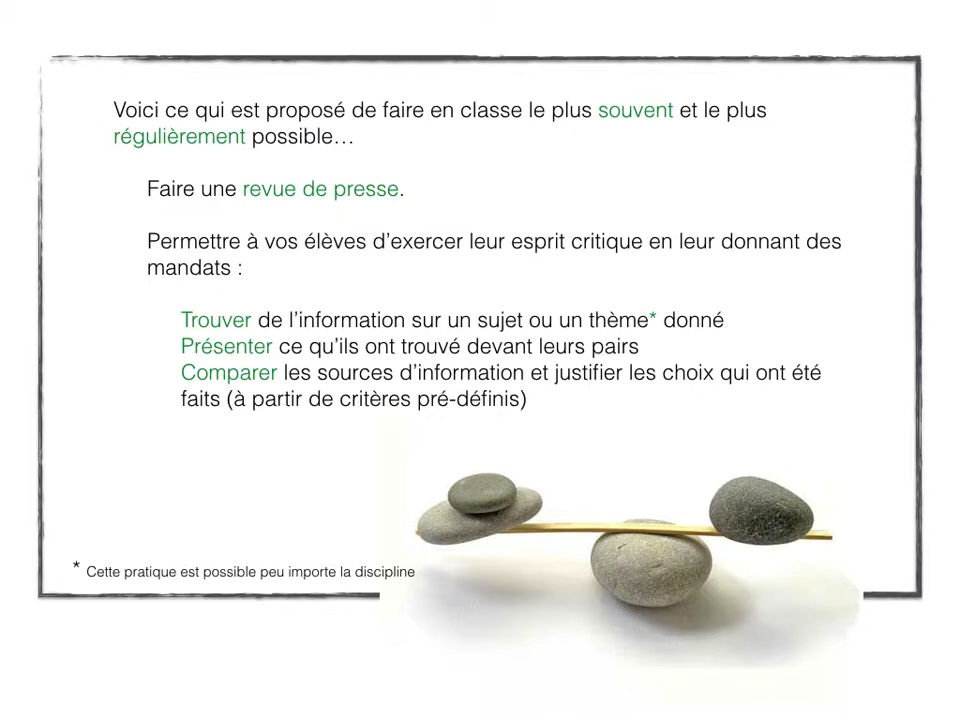 Voici ce qui est proposé de faire en classe le plus souvent et le plus
régulièrement possible…
Faire une revue de presse.
Permettre à vos élèves d’exercer leur esprit critique en leur donnant des
mandats :
Trouver de l’information sur un sujet ou un thème* donné
Présenter ce qu’ils ont trouvé devant leurs pairs
Comparer les sources d’information et justifier les choix qui ont été
faits (à partir de critères pré-définis)
* Cette pratique est possible peu importe la discipline